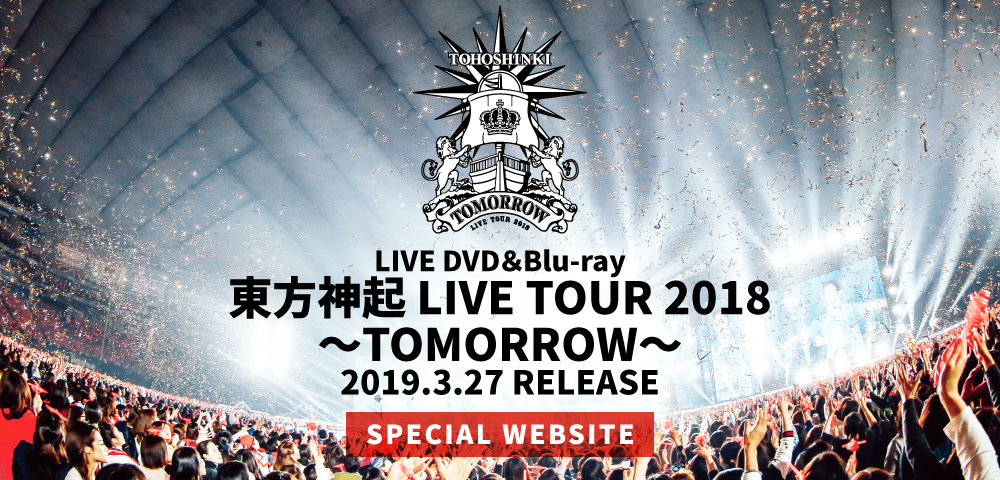 TOHOSHINKI
TOMORROW
LIVE TOUR 2018
LIVE DVD&Blu-ray
東方神起 LIVE TOUR 2018
～TOMORROW～
2019.3.27 RELEASE
SPECIAL WEBSITE